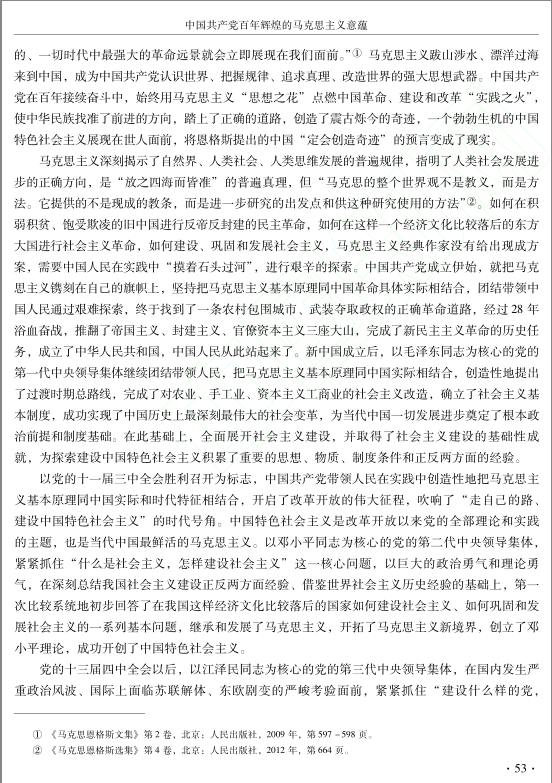 中国共产党百年辉煌的马克思主义意蕴
的、一切时代中最强大的革命远景就会立即展现在我们面前。”① 马克思主义跋山涉水、漂洋过海
来到中国，成为中国共产党认识世界、把握规律、追求真理、改造世界的强大思想武器。中国共产
党在百年接续奋斗中，始终用马克思主义“思想之花”点燃中国革命、建设和改革“实践之火”，
使中华民族找准了前进的方向，踏上了正确的道路，创造了震古烁今的奇迹，一个勃勃生机的中国
特色社会主义展现在世人面前，将恩格斯提出的中国“定会创造奇迹”的预言变成了现实。
马克思主义深刻揭示了自然界、人类社会、人类思维发展的普遍规律，指明了人类社会发展进
步的正确方向，是“放之四海而皆准”的普遍真理，但“马克思的整个世界观不是教义，而是方
法。它提供的不是现成的教条，而是进一步研究的出发点和供这种研究使用的方法”②。如何在积
弱积贫、饱受欺凌的旧中国进行反帝反封建的民主革命，如何在这样一个经济文化比较落后的东方
大国进行社会主义革命，如何建设、巩固和发展社会主义，马克思主义经典作家没有给出现成方
案，需要中国人民在实践中“摸着石头过河”，进行艰辛的探索。中国共产党成立伊始，就把马克
思主义镌刻在自己的旗帜上，坚持把马克思主义基本原理同中国革命具体实际相结合，团结带领中
国人民通过艰难探索，终于找到了一条农村包围城市、武装夺取政权的正确革命道路，经过 28 年
浴血奋战，推翻了帝国主义、封建主义、官僚资本主义三座大山，完成了新民主主义革命的历史任
务，成立了中华人民共和国，中国人民从此站起来了。新中国成立后，以毛泽东同志为核心的党的
第一代中央领导集体继续团结带领人民，把马克思主义基本原理同中国实际相结合，创造性地提出
了过渡时期总路线，完成了对农业、手工业、资本主义工商业的社会主义改造，确立了社会主义基
本制度，成功实现了中国历史上最深刻最伟大的社会变革，为当代中国一切发展进步奠定了根本政
治前提和制度基础。在此基础上，全面展开社会主义建设，并取得了社会主义建设的基础性成
就，为探索建设中国特色社会主义积累了重要的思想、物质、制度条件和正反两方面的经验。
以党的十一届三中全会胜利召开为标志，中国共产党带领人民在实践中创造性地把马克思主
义基本原理同中国实际和时代特征相结合，开启了改革开放的伟大征程，吹响了“走自己的路、
建设中国特色社会主义”的时代号角。中国特色社会主义是改革开放以来党的全部理论和实践
的主题，也是当代中国最鲜活的马克思主义。以邓小平同志为核心的党的第二代中央领导集体，
紧紧抓住“什么是社会主义，怎样建设社会主义”这一核心问题，以巨大的政治勇气和理论勇
气，在深刻总结我国社会主义建设正反两方面经验、借鉴世界社会主义历史经验的基础上，第一
次比较系统地初步回答了在我国这样经济文化比较落后的国家如何建设社会主义、如何巩固和发
展社会主义的一系列基本问题，继承和发展了马克思主义，开拓了马克思主义新境界，创立了邓
小平理论，成功开创了中国特色社会主义。
党的十三届四中全会以后，以江泽民同志为核心的党的第三代中央领导集体，在国内发生严
重政治风波、国际上面临苏联解体、东欧剧变的严峻考验面前，紧紧抓住“建设什么样的党，
① 《马克思恩格斯文集》第 2 卷，北京：人民出版社，2009 年，第 597－598 页。
② 《马克思恩格斯选集》第 4 卷，北京：人民出版社，2012 年，第 664 页。
· 53 ·